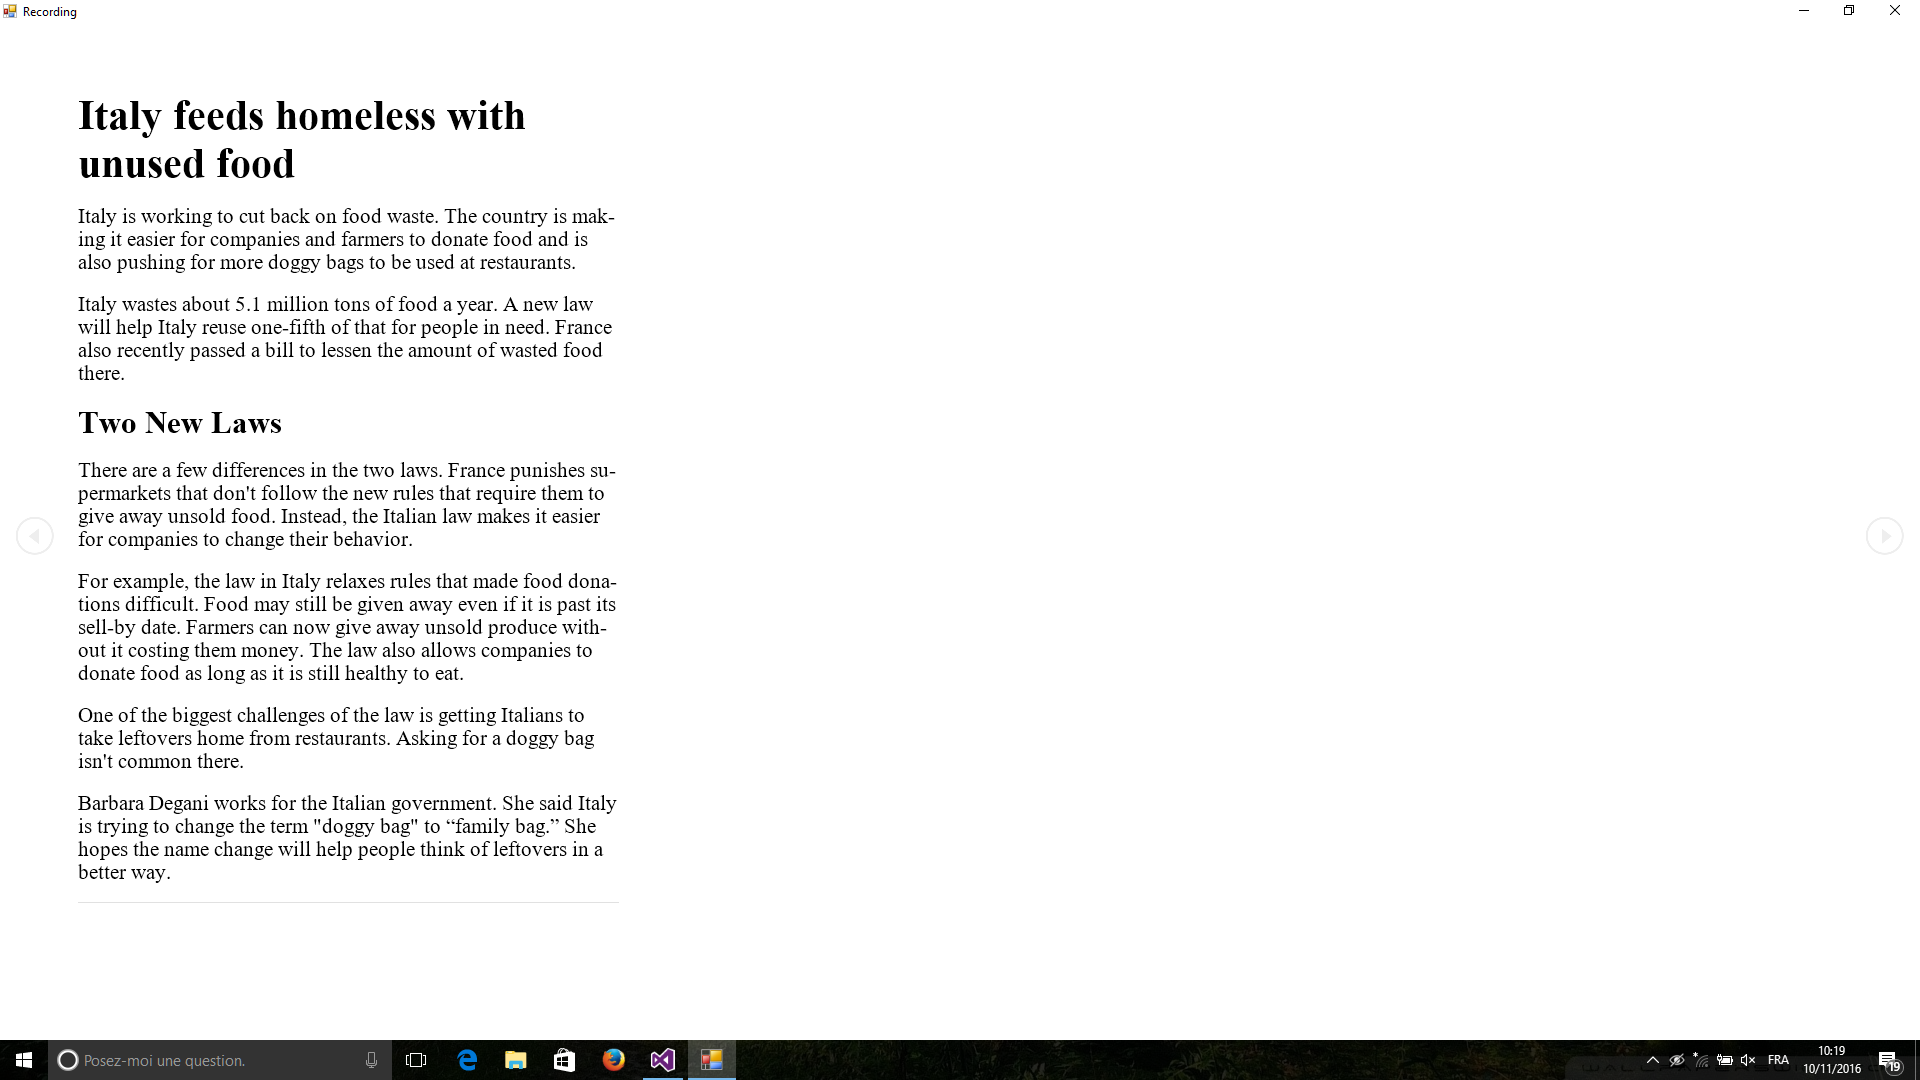 Recording
Italy feeds homeless with
unused food
Italy is working to cut back on food waste. The country is mak-
ing it easier for companies and farmers to donate food and is
also pushing for more doggy bags to be used at restaurants.
Italy wastes about 5.1 million tons of food a year. A new law
will help Italy reuse one-fifth of that for people in need. France
also recently passed a bill to lessen the amount of wasted food
there.
Two New Laws
There are a few differences in the two laws. France punishes su-
permarkets that don't follow the new rules that require them to
give away unsold food. Instead, the Italian law makes it easier
for companies to change their behavior.
For example, the law in Italy relaxes rules that made food dona-
tions difficult. Food may still be given away even if it is past its
sell-by date. Farmers can now give away unsold produce with-
out it costing them money. The law also allows companies to
donate food as long as it is still healthy to eat.
One of the biggest challenges of the law is getting Italians to
take leftovers home from restaurants. Asking for a doggy bag
isn't common there.
Barbara Degani works for the Italian government. She said Italy
is trying to change the term "doggy bag" to “family bag.” She
hopes the name change will help people think of leftovers in a
better way.
Posez-moi une question.
FRA
10:19
10/11/2016
19